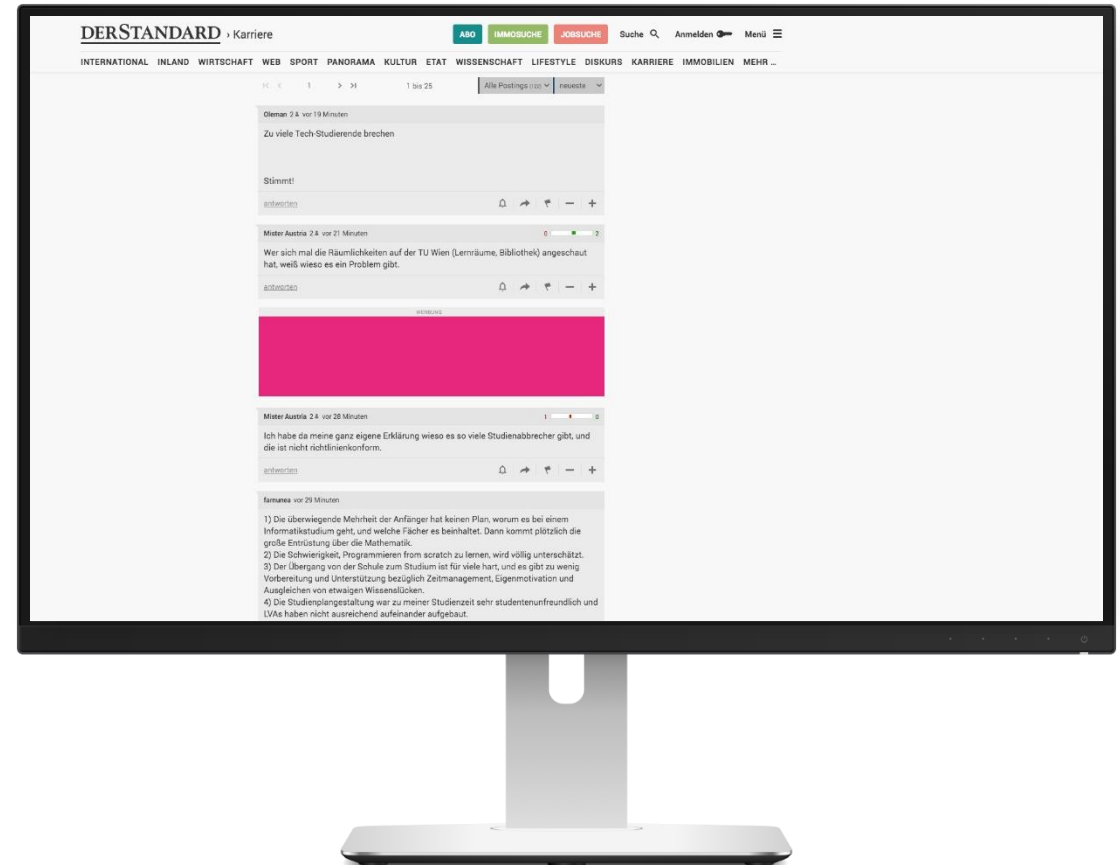 DERSTANDARD › Karriere
ABO IMMOSUCHE JOBSUCHE Suche Anmelden Menü
INTERNATIONAL INLAND WIRTSCHAFT WEB SPORT PANORAMA KULTUR ETAT WISSENSCHAFT LIFESTYLE DISKURS KARRIERE IMMOBILIEN MEHR ...
1 1 bis 25 Alle Postings neueste
Oleman 2 vor 19 Minuten
Zu viele Tech-Studierende brechen
Stimmt!
antworten
Mister Austria 24 vor 21 Minuten 0 2
Wer sich mal die Räumlichkeiten auf der TU Wien (Lernräume, Bibliothek) angeschaut
hat, weiß wieso es ein Problem gibt.
antworten
WERBUNG
Mister Austria 24 vor 28 Minuten 1 0
Ich habe da meine ganz eigene Erklärung wieso es so viele Studienabbrecher gibt, und
die ist nicht richtlinienkonform.
antworten
farnunea vor 29 Minuten
1) Die überwiegende Mehrheit der Anfänger hat keinen Plan, worum es bei einem
Informatikstudium geht, und welche Fächer es beinhaltet. Dann kommt plötzlich die
große Entrüstung über die Mathematik.
2) Die Schwierigkeit, Programmieren from scratch zu lernen, wird völlig unterschätzt.
3) Der Übergang von der Schule zum Studium ist für viele hart, und es gibt zu wenig
Vorbereitung und Unterstützung bezüglich Zeitmanagement, Eigenmotivation und
Ausgleichen von etwaigen Wissenslücken.
4) Die Studienplangestaltung war zu meiner Studienzeit sehr studentenunfreundlich und
LVAs haben nicht ausreichend aufeinander aufgebaut.